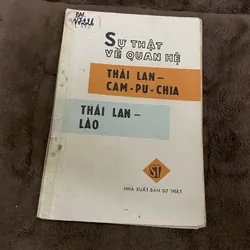 SỰ THẬT
VỀ QUAN HỆ
THÁI LAN –
CAM - PU - CHIA
THÁI LAN –
LÀO
ST
NHÀ XUẤT BẢN SỰ THẬT